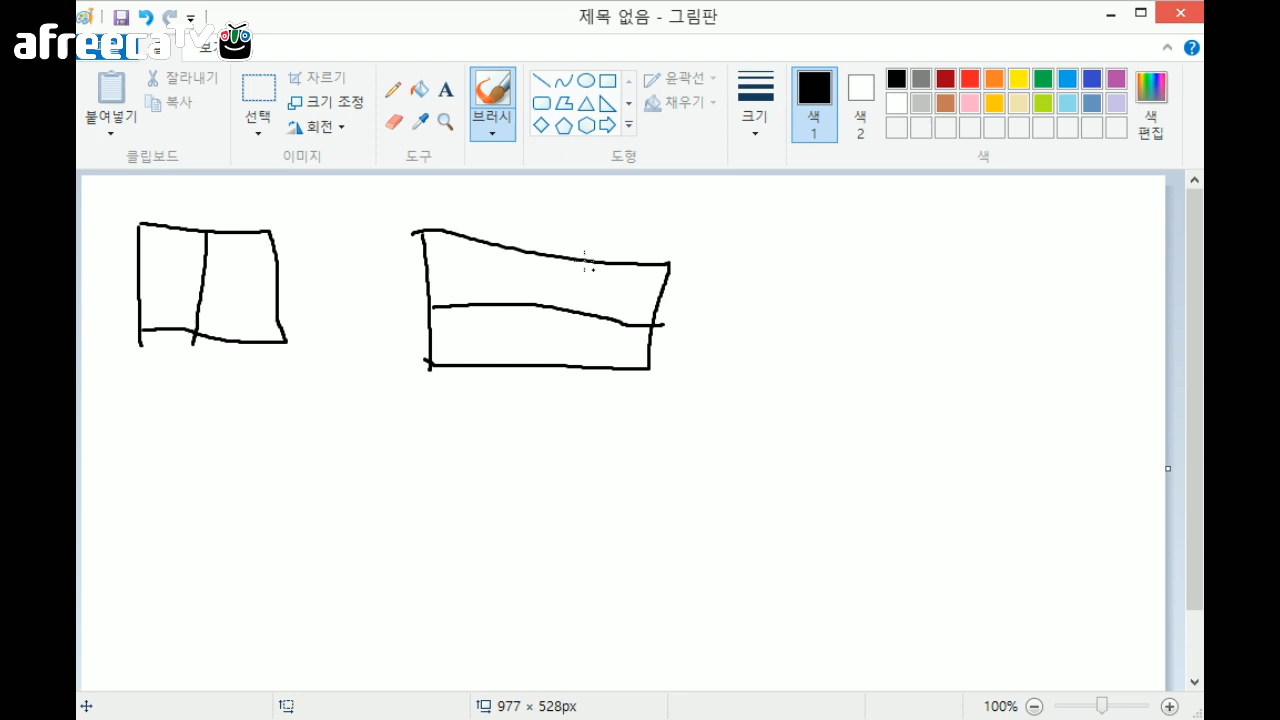 제목 없음 - 그림판
afreecaTV
붙여넣기
잘라내기
복사
클립보드
선택
자르기
크기 조정
회전
이미지
도구
브러시
윤곽선
채우기
도형
크기
색
1
색
2
색
편집
색
977 × 528px
100%